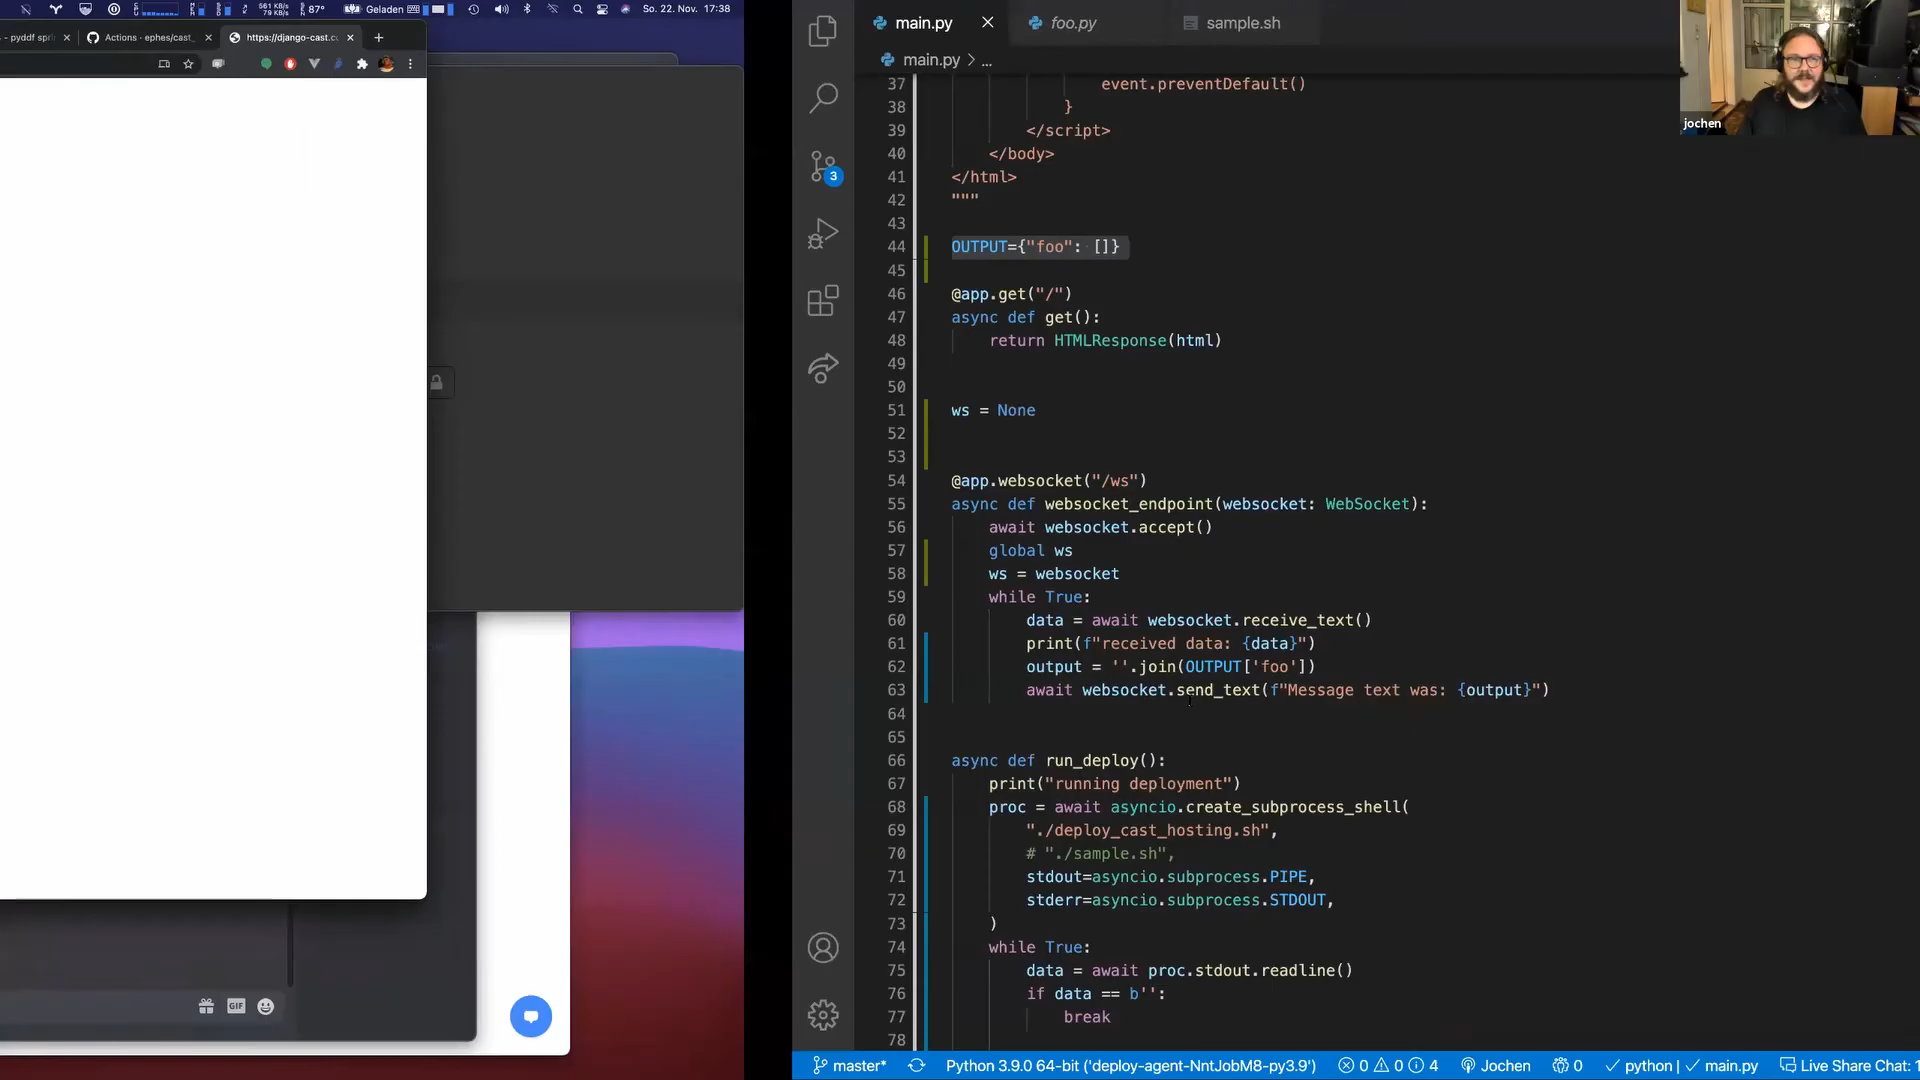 561 KB/s
79 KB/s
87°
Geladen
So. 22. Nov. 17:38
- pyddf spri
Actions · ephes/cast_
https://django-cast.c
GIF
main.py
foo.py
sample.sh
main.py > ...
37 event.preventDefault()
38 }
39 </script>
40 </body>
41 </html>
42 """
43
44 OUTPUT={"foo": []}
45
46 @app.get("/")
47 async def get():
48 return HTMLResponse(html)
49
50
51 ws = None
52
53
54 @app.websocket("/ws")
55 async def websocket_endpoint(websocket: WebSocket):
56 await websocket.accept()
57 global ws
58 ws = websocket
59 while True:
60 data = await websocket.receive_text()
61 print(f"received data: {data}")
62 output = ''.join(OUTPUT['foo'])
63 await websocket.send_text(f"Message text was: {output}")
64
65
66 async def run_deploy():
67 print("running deployment")
68 proc = await asyncio.create_subprocess_shell(
69 "./deploy_cast_hosting.sh",
70 # "./sample.sh",
71 stdout=asyncio.subprocess.PIPE,
72 stderr=asyncio.subprocess.STDOUT,
73 )
74 while True:
75 data = await proc.stdout.readline()
76 if data == b'':
77 break
78
3
jochen
master* Python 3.9.0 64-bit ('deploy-agent-NntJobM8-py3.9') 0 0 4 Jochen 0 python | main.py Live Share Chat: 1